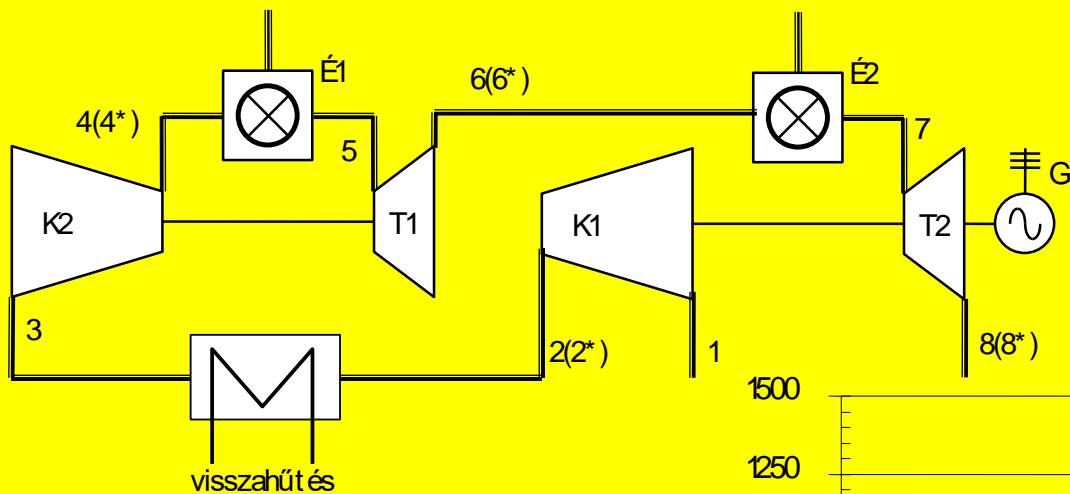 É1
6(6*)
É2
4(4*)
5
7
G
K2
T1
K1
T2
3
2(2*)
1
8(8*)
1500
1250
visszahűtés